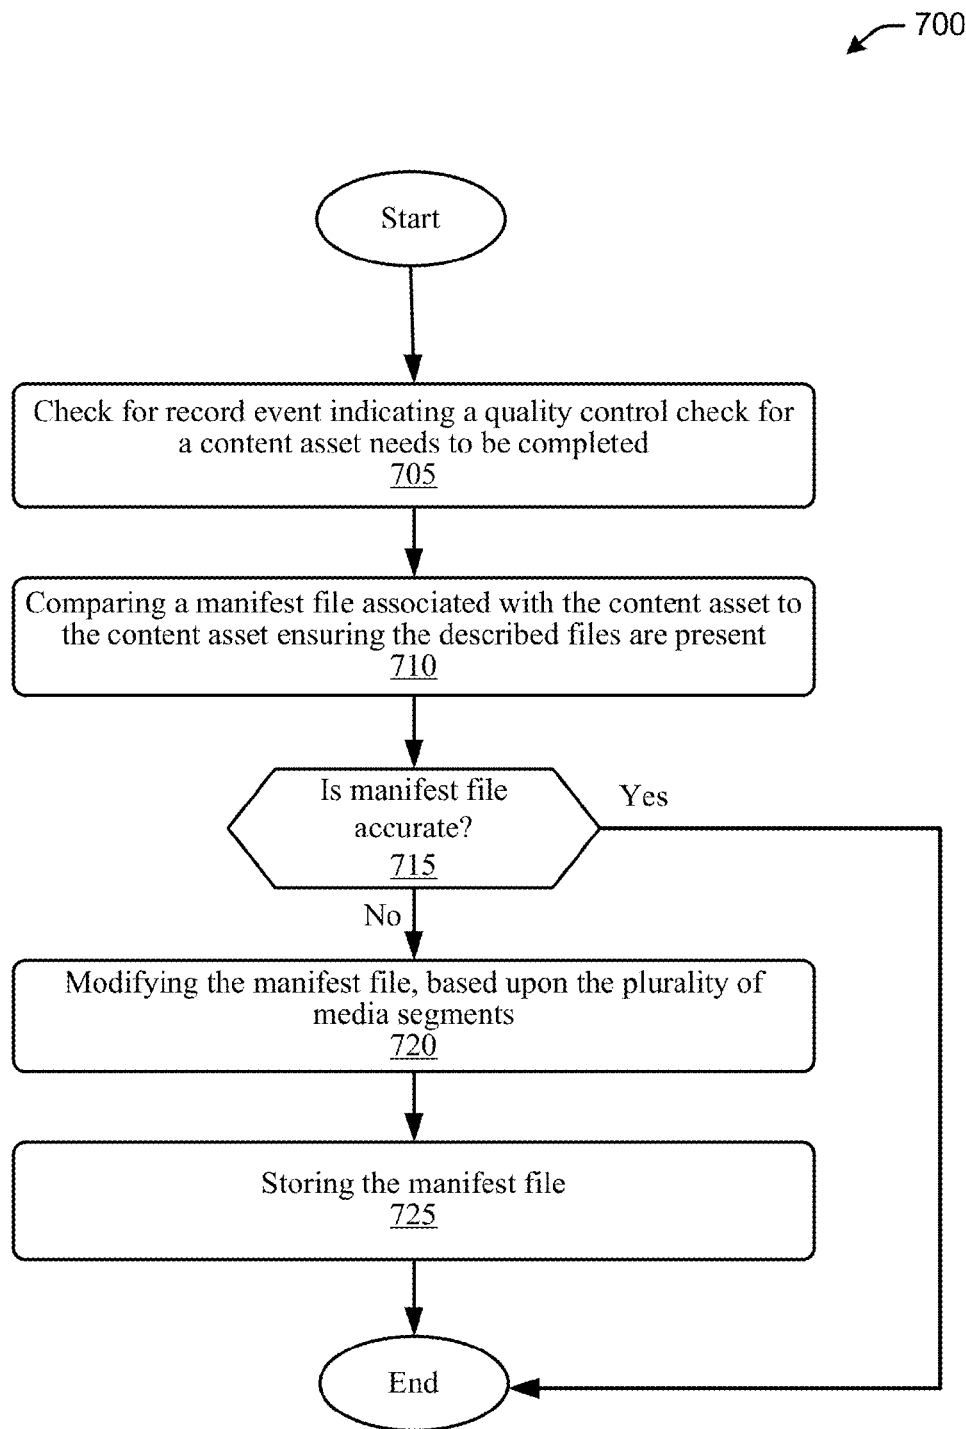 700
Start
Check for record event indicating a quality control check for
a content asset needs to be completed
705
Comparing a manifest file associated with the content asset to
the content asset ensuring the described files are present
710
Is manifest file
accurate?
715
Yes
No
Modifying the manifest file, based upon the plurality of
media segments
720
Storing the manifest file
725
End